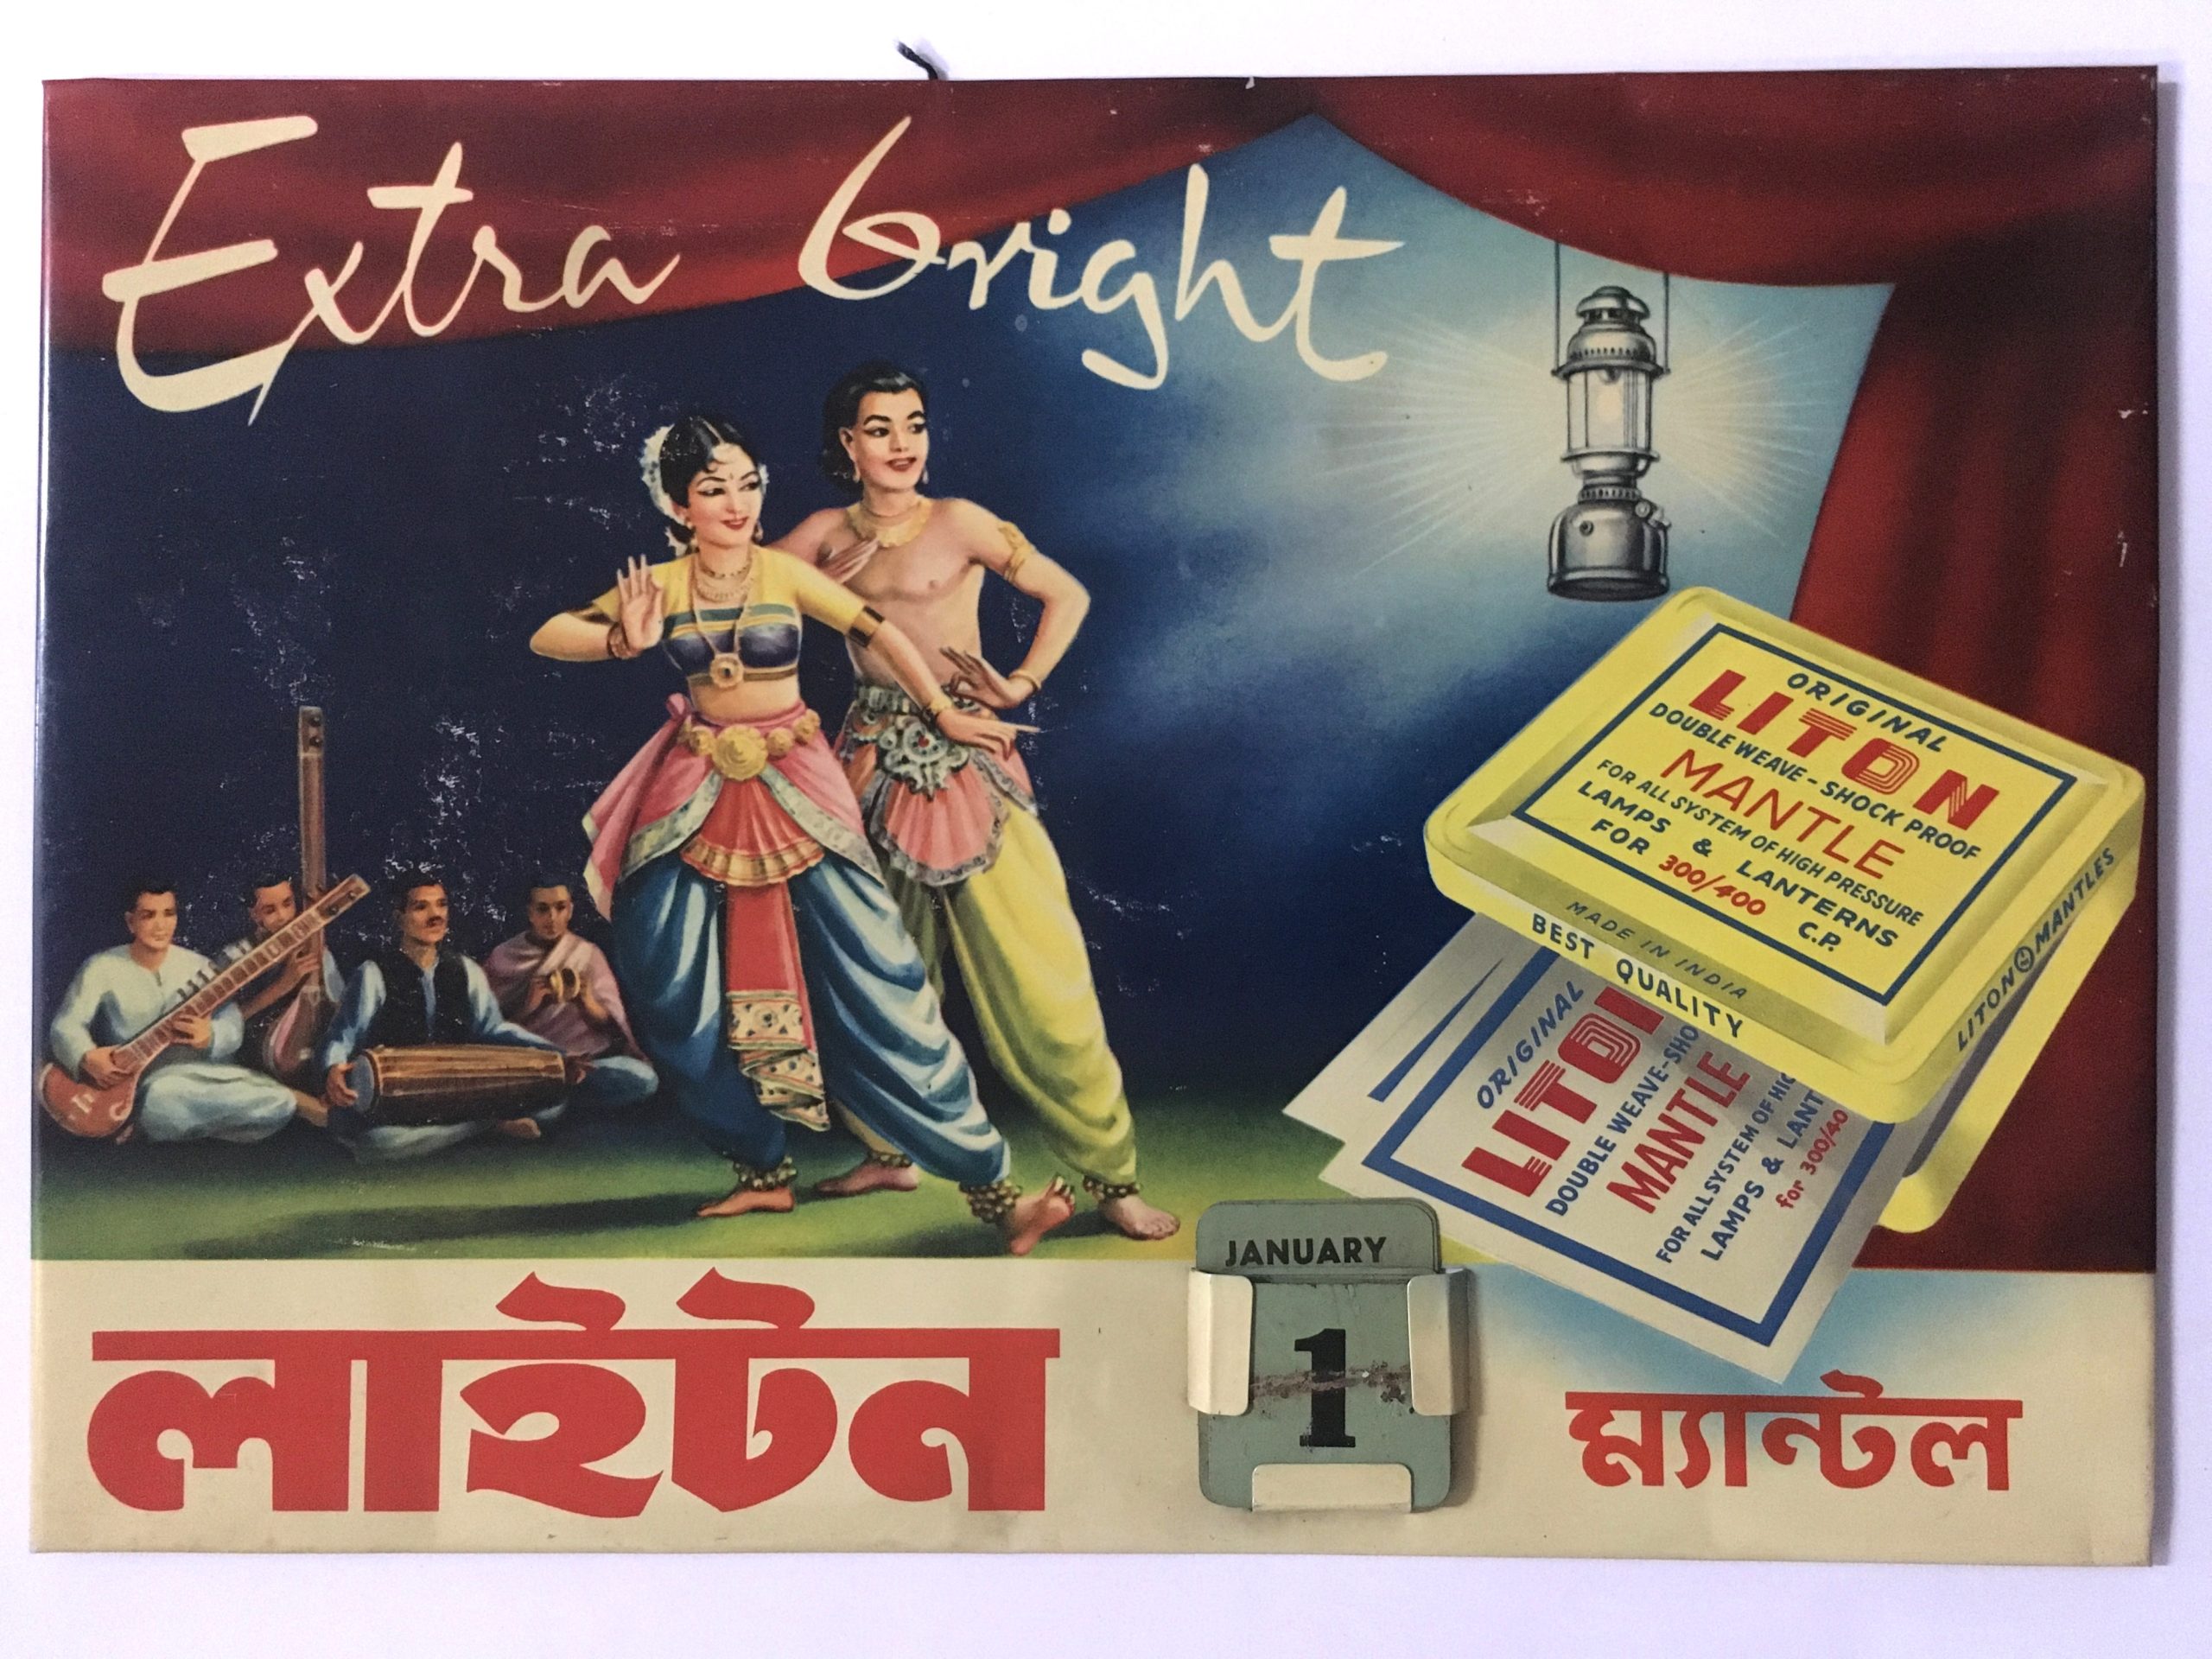 Extra bright
ORIGINAL
LITON
DOUBLE WEAVE - SHOCK PROOF
MANTLE
FOR ALL SYSTEM OF HIGH PRESSURE
LAMPS & LANTERNS
FOR 300/400 C.P.
MADE IN INDIA
BEST QUALITY
LITON MANTLES
ORIGINAL
LITON
DOUBLE WEAVE-SHO
MANTLE
FOR ALL SYSTEM OF HIG
LAMPS & LANT
for 300/40
JANUARY
1
লাইটন
ম্যান্টল